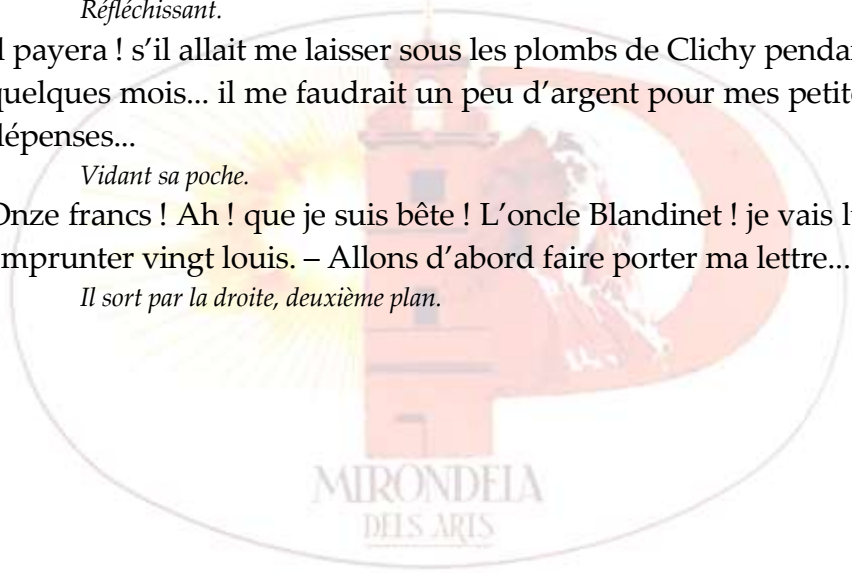 Réfléchissant.
l payera ! s'il allait me laisser sous les plombs de Clichy penda
quelques mois... il me faudrait un peu d'argent pour mes petit
dépenses...
Vidant sa poche.
Onze francs ! Ah ! que je suis bête ! L'oncle Blandinet ! je vais l
emprunter vingt louis. – Allons d'abord faire porter ma lettre...
Il sort par la droite, deuxième plan.
MIRONDELA
DELS ARTS